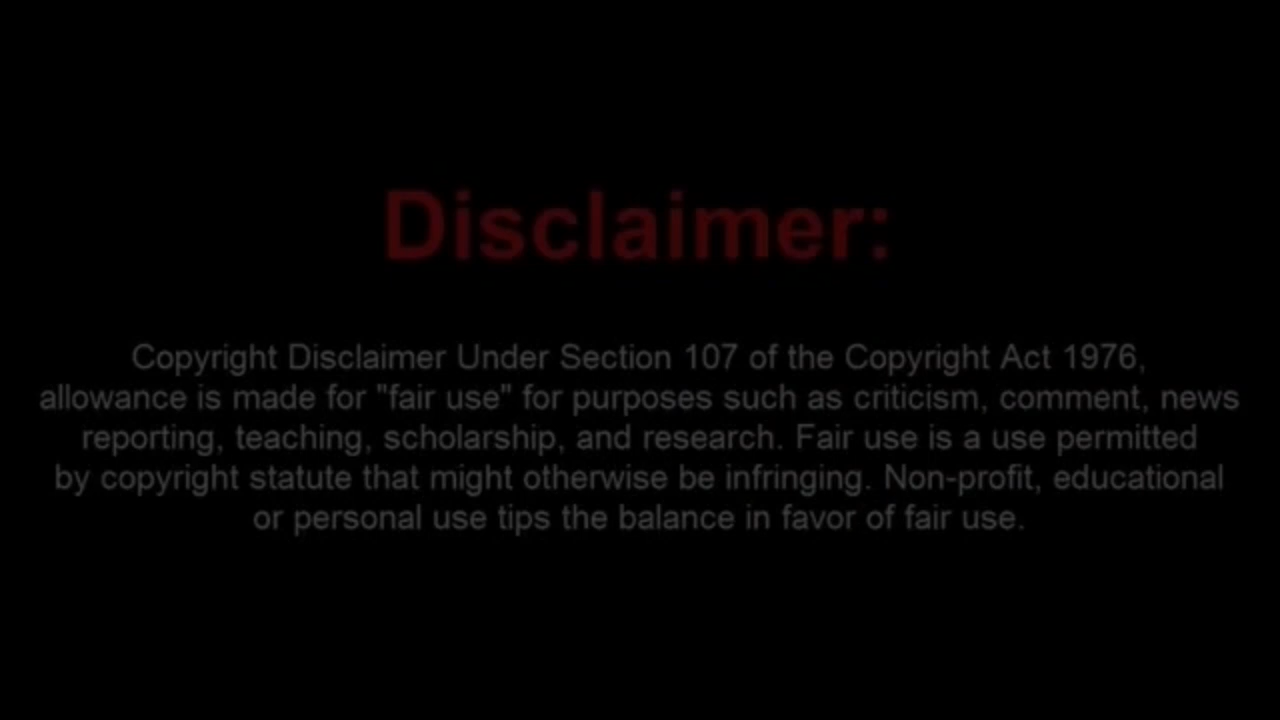 Disclaimer:
Copyright Disclaimer Under Section 107 of the Copyright Act 1976,
allowance is made for "fair use" for purposes such as criticism, comment, news
reporting, teaching, scholarship, and research. Fair use is a use permitted
by copyright statute that might otherwise be infringing. Non-profit, educational
or personal use tips the balance in favor of fair use.